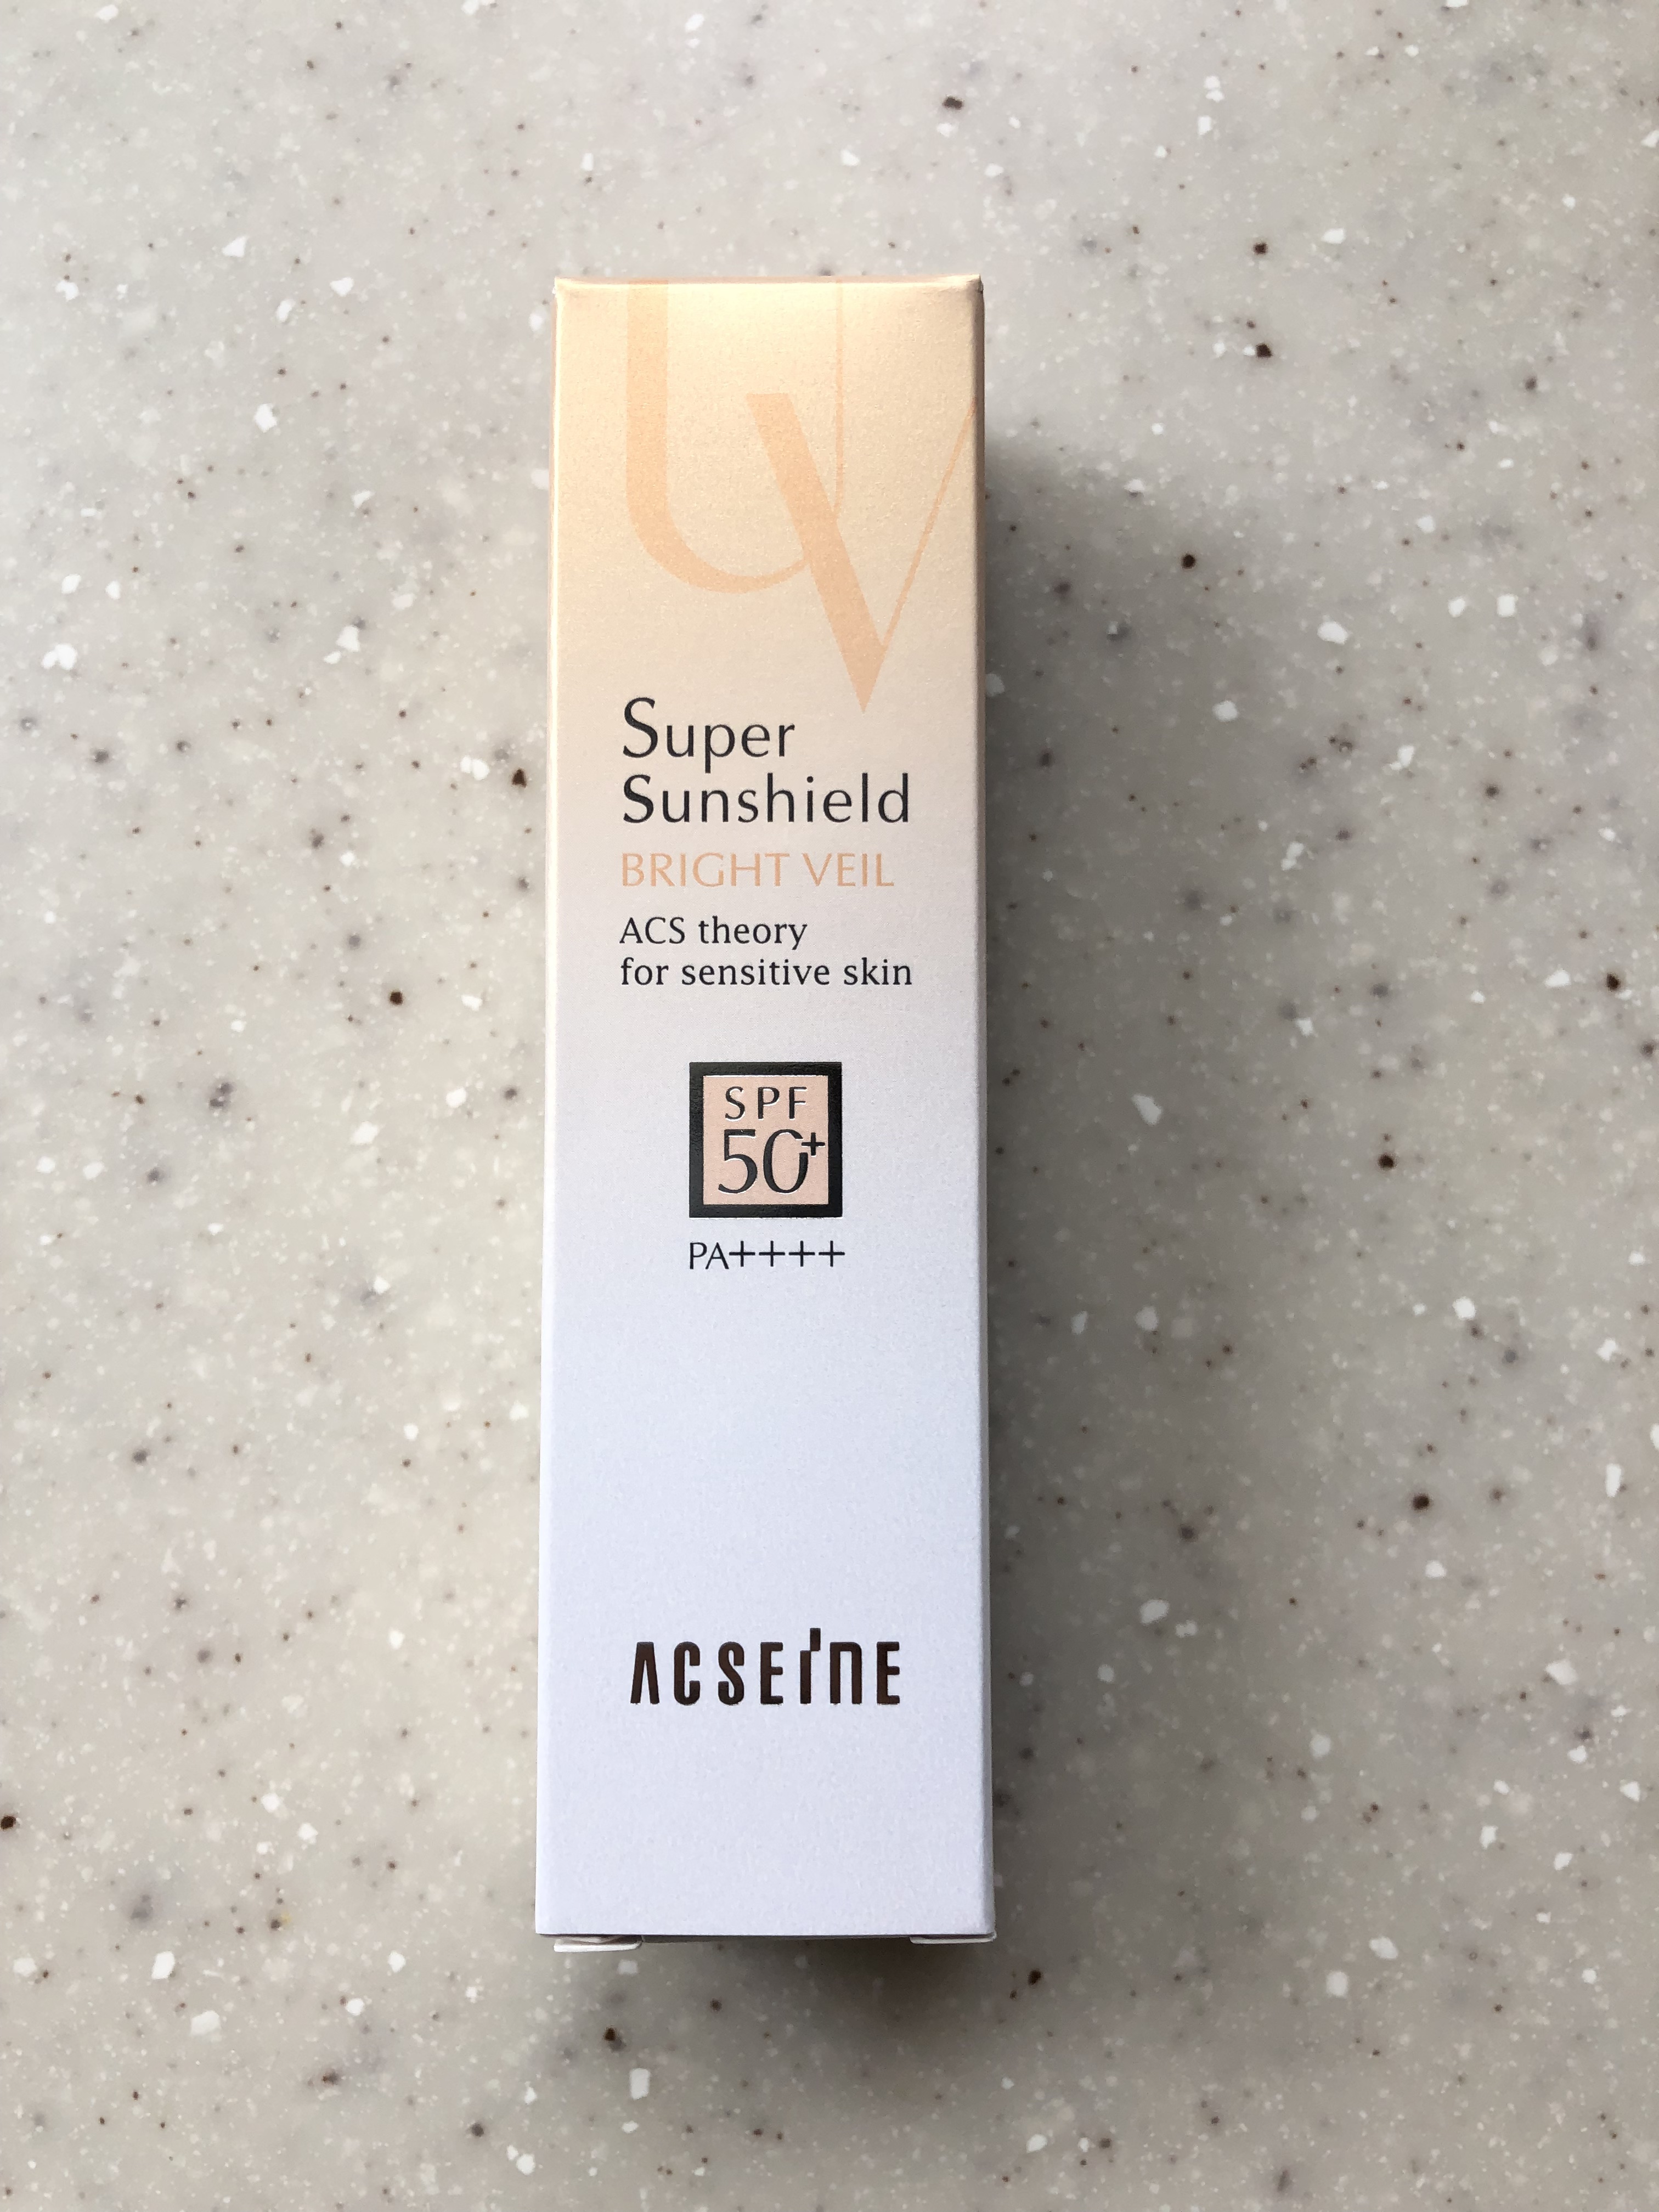 UV
Super
Sunshield
BRIGHT VEIL
ACS theory
for sensitive skin
SPF
50+
PA++++
ACSEINE